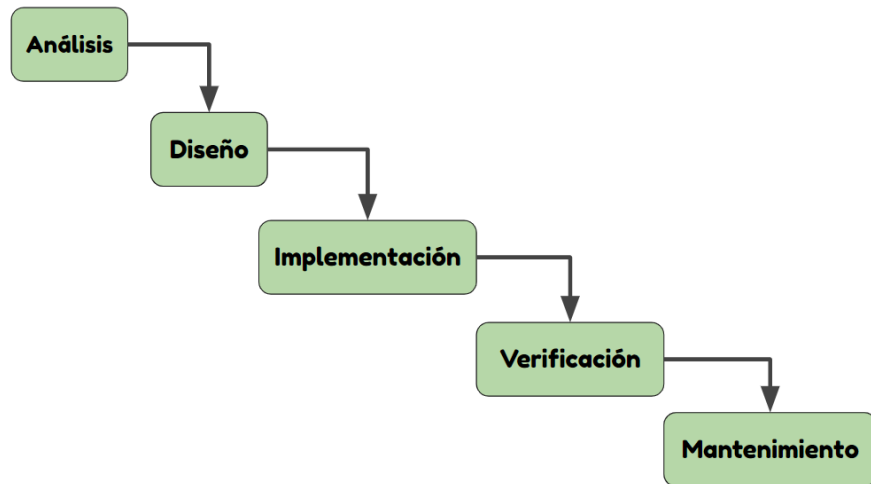 Análisis
Diseño
Implementación
Verificación
Mantenimiento